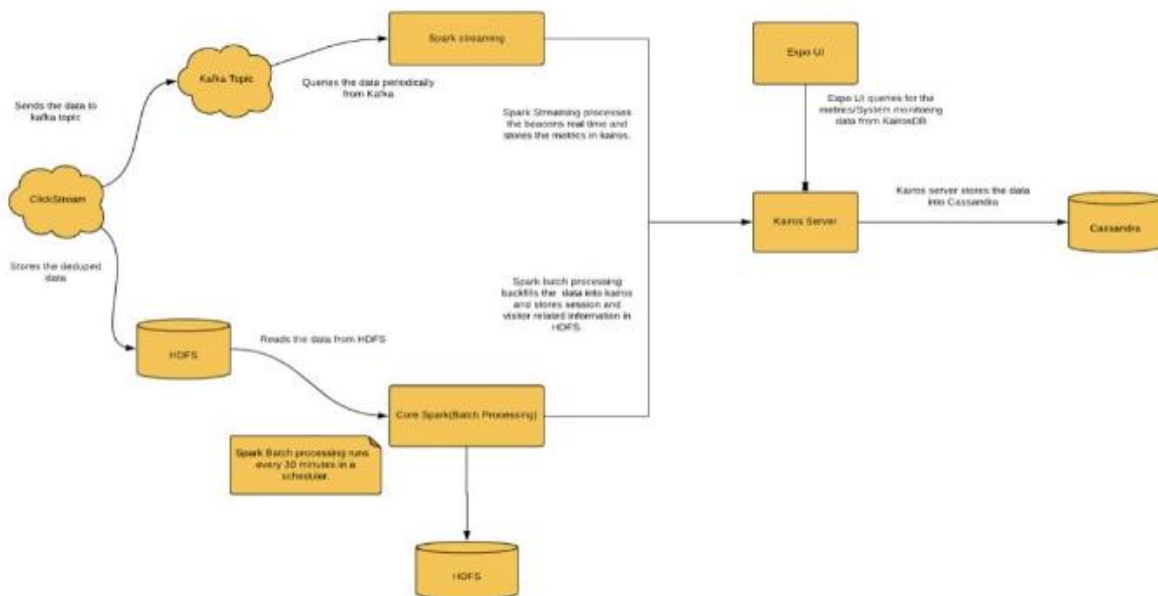 Spark streaming
Expo UI
Kafka Topic
Queries the data periodically
from Kafka
Sends the data to
kafka topic
Spark Streaming processes
the beacons real time and
stores the metrics in kairos.
Expo UI queries for the
metrics/System monitoring
data from KairosDB
ClickStream
Kairos Server
Kairos server stores the data
into Cassandra
Cassandra
Stores the deduped
data
Spark batch processing
backfills the data into kairos
and stores session and
visitor related information in
HDFS.
HDFS
Reads the data from HDFS
Core Spark(Batch Processing)
Spark Batch processing runs
every 30 minutes in a
scheduler.
HDFS